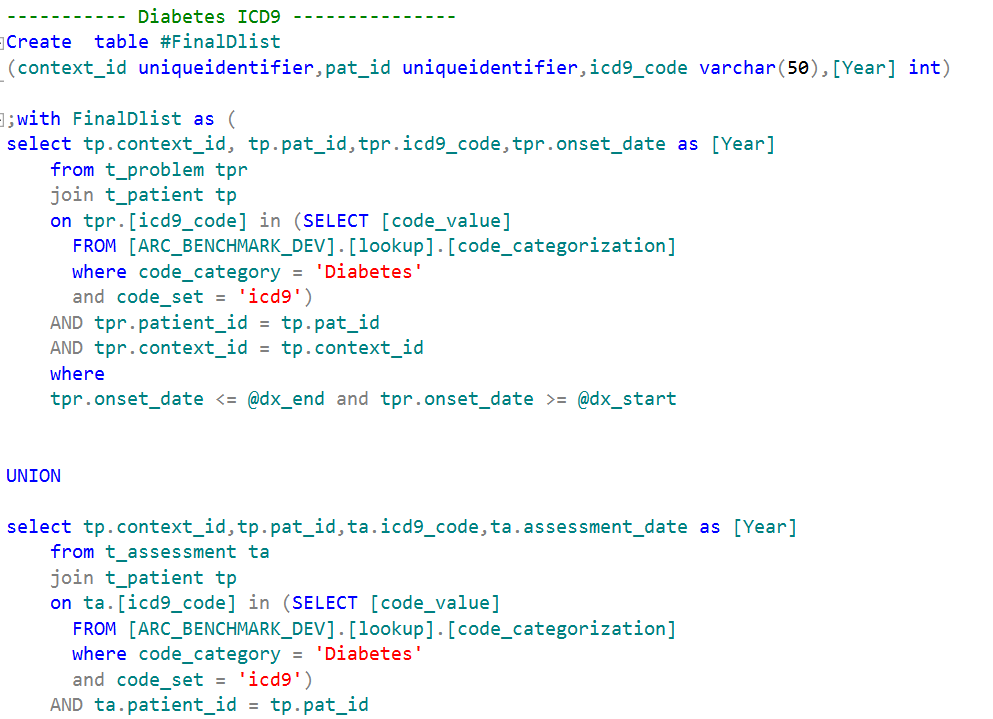 ----------- Diabetes ICD9 ---------------
Create  table #FinalDlist
(context_id uniqueidentifier,pat_id uniqueidentifier,icd9_code varchar(50),[Year] int)
;with FinalDlist as (
select tp.context_id, tp.pat_id,tpr.icd9_code,tpr.onset_date as [Year]
from t_problem tpr
join t_patient tp
on tpr.[icd9_code] in (SELECT [code_value]
FROM [ARC_BENCHMARK_DEV].[lookup].[code_categorization]
where code_category = 'Diabetes'
and code_set = 'icd9')
AND tpr.patient_id = tp.pat_id
AND tpr.context_id = tp.context_id
where
tpr.onset_date <= @dx_end and tpr.onset_date >= @dx_start
UNION
select tp.context_id,tp.pat_id,ta.icd9_code,ta.assessment_date as [Year]
from t_assessment ta
join t_patient tp
on ta.[icd9_code] in (SELECT [code_value]
FROM [ARC_BENCHMARK_DEV].[lookup].[code_categorization]
where code_category = 'Diabetes'
and code_set = 'icd9')
AND ta.patient_id = tp.pat_id